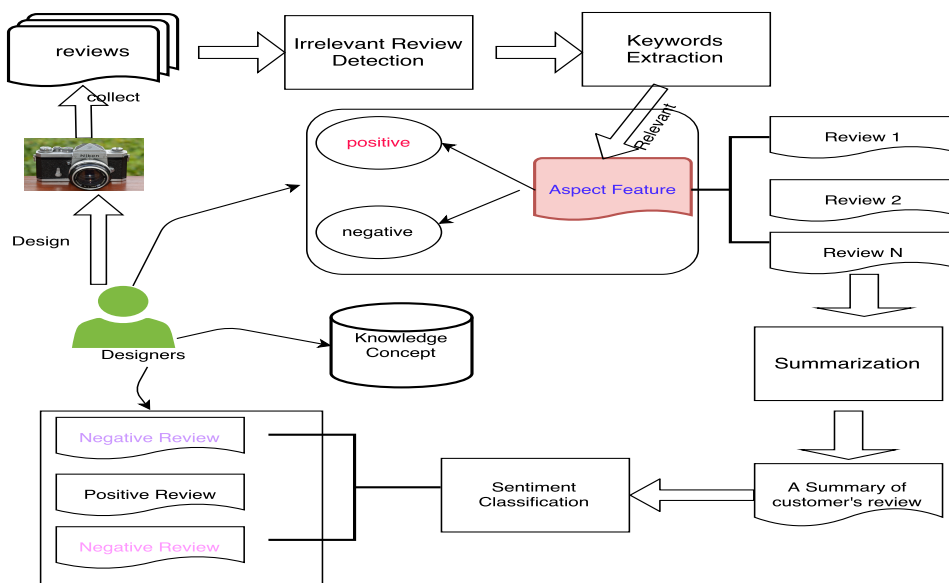 reviews
Irrelevant Review
Detection
Keywords
Extraction
collect
Relevant
positive
Aspect Feature
negative
Review 1
Review 2
Review N
Nikon
Design
Designers
Knowledge
Concept
Summarization
Negative Review
Positive Review
Negative Review
Sentiment
Classification
A Summary of
customer's review